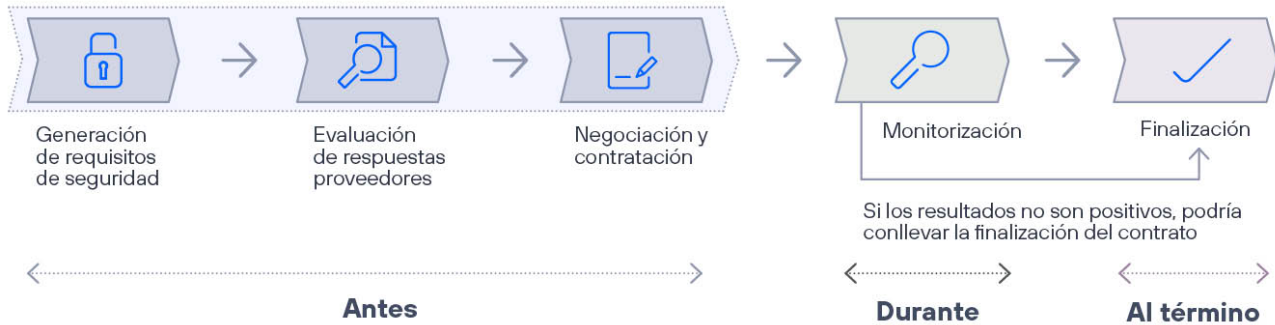 Generación
de requisitos
de seguridad
Evaluación
de respuestas
proveedores
Negociación y
contratación
Monitorización
Finalización
Si los resultados no son positivos, podría
conllevar la finalización del contrato
Antes
Durante
Al término